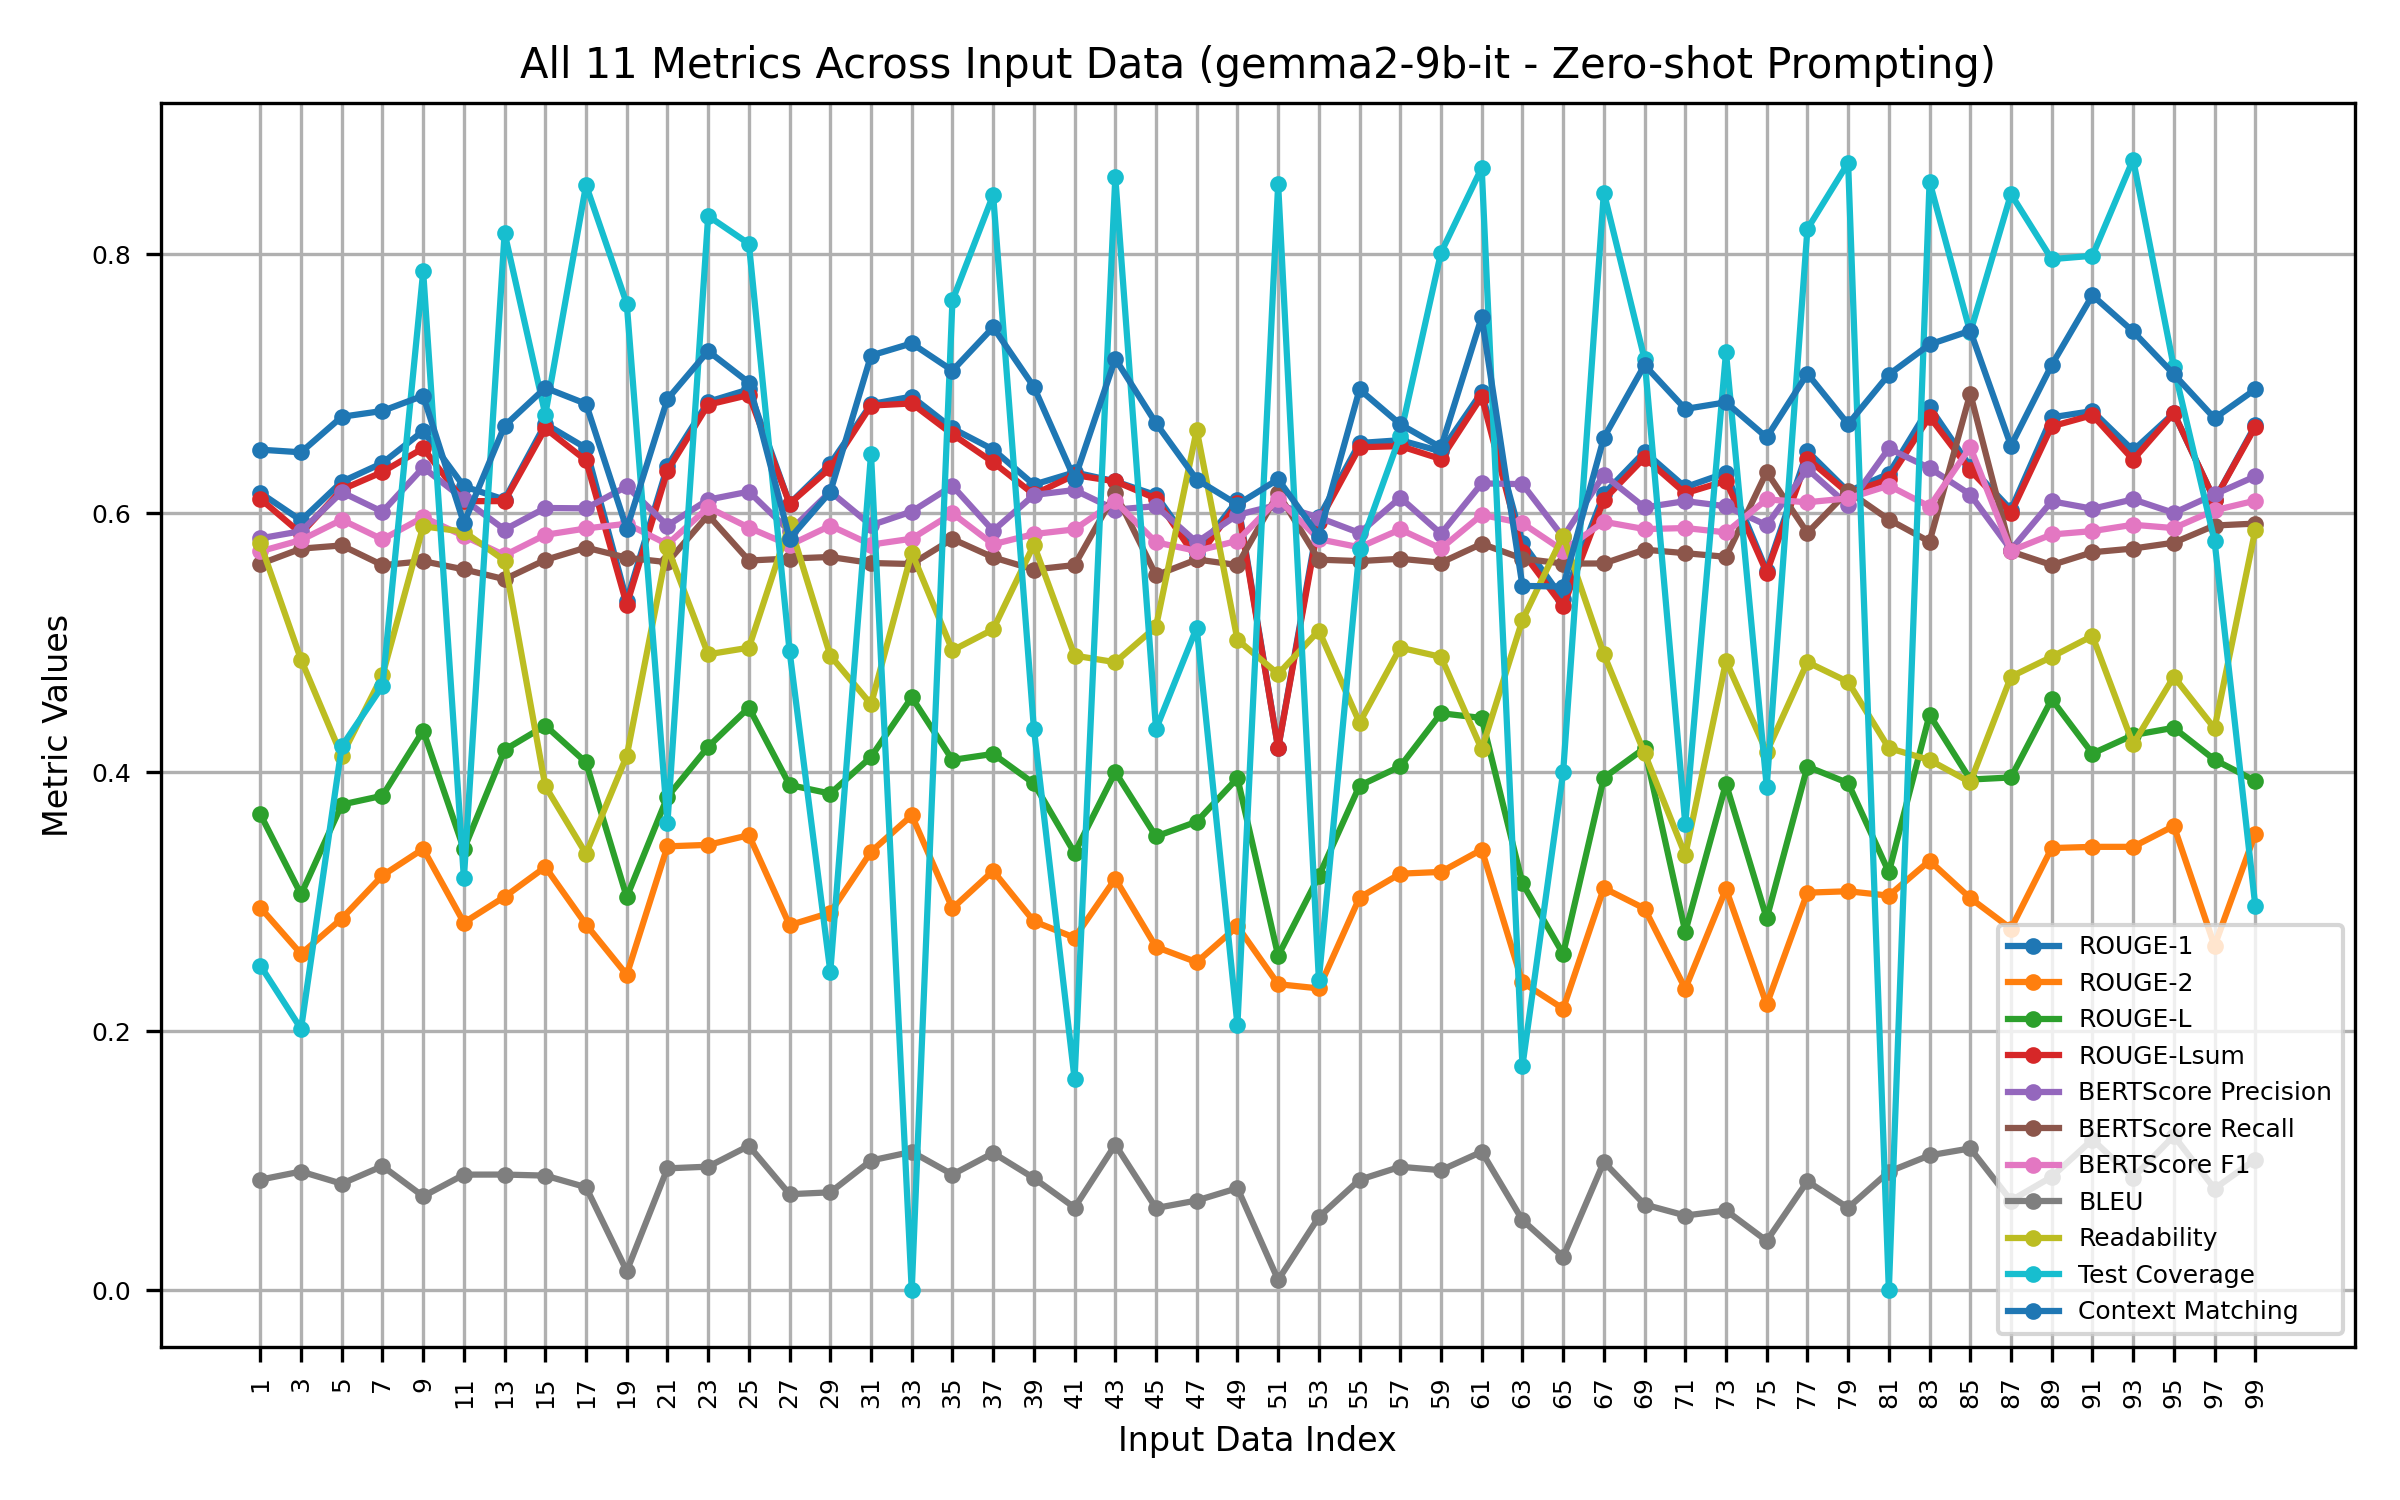 All 11 Metrics Across Input Data (gemma2-9b-it - Zero-shot Prompting)
Metric Values
0.8
0.6
0.4
0.2
0.0
ROUGE-1
ROUGE-2
ROUGE-L
ROUGE-Lsum
BERTScore Precision
BERTScore Recall
BERTScore F1
BLEU
Readability
Test Coverage
Context Matching
1 3 5 7 9 11 13 15 17 19 21 23 25 27 29 31 33 35 37 39 41 43 45 47 49 51 53 55 57 59 61 63 65 67 69 71 73 75 77 79 81 83 85 87 89 91 93 95 97 99
Input Data Index